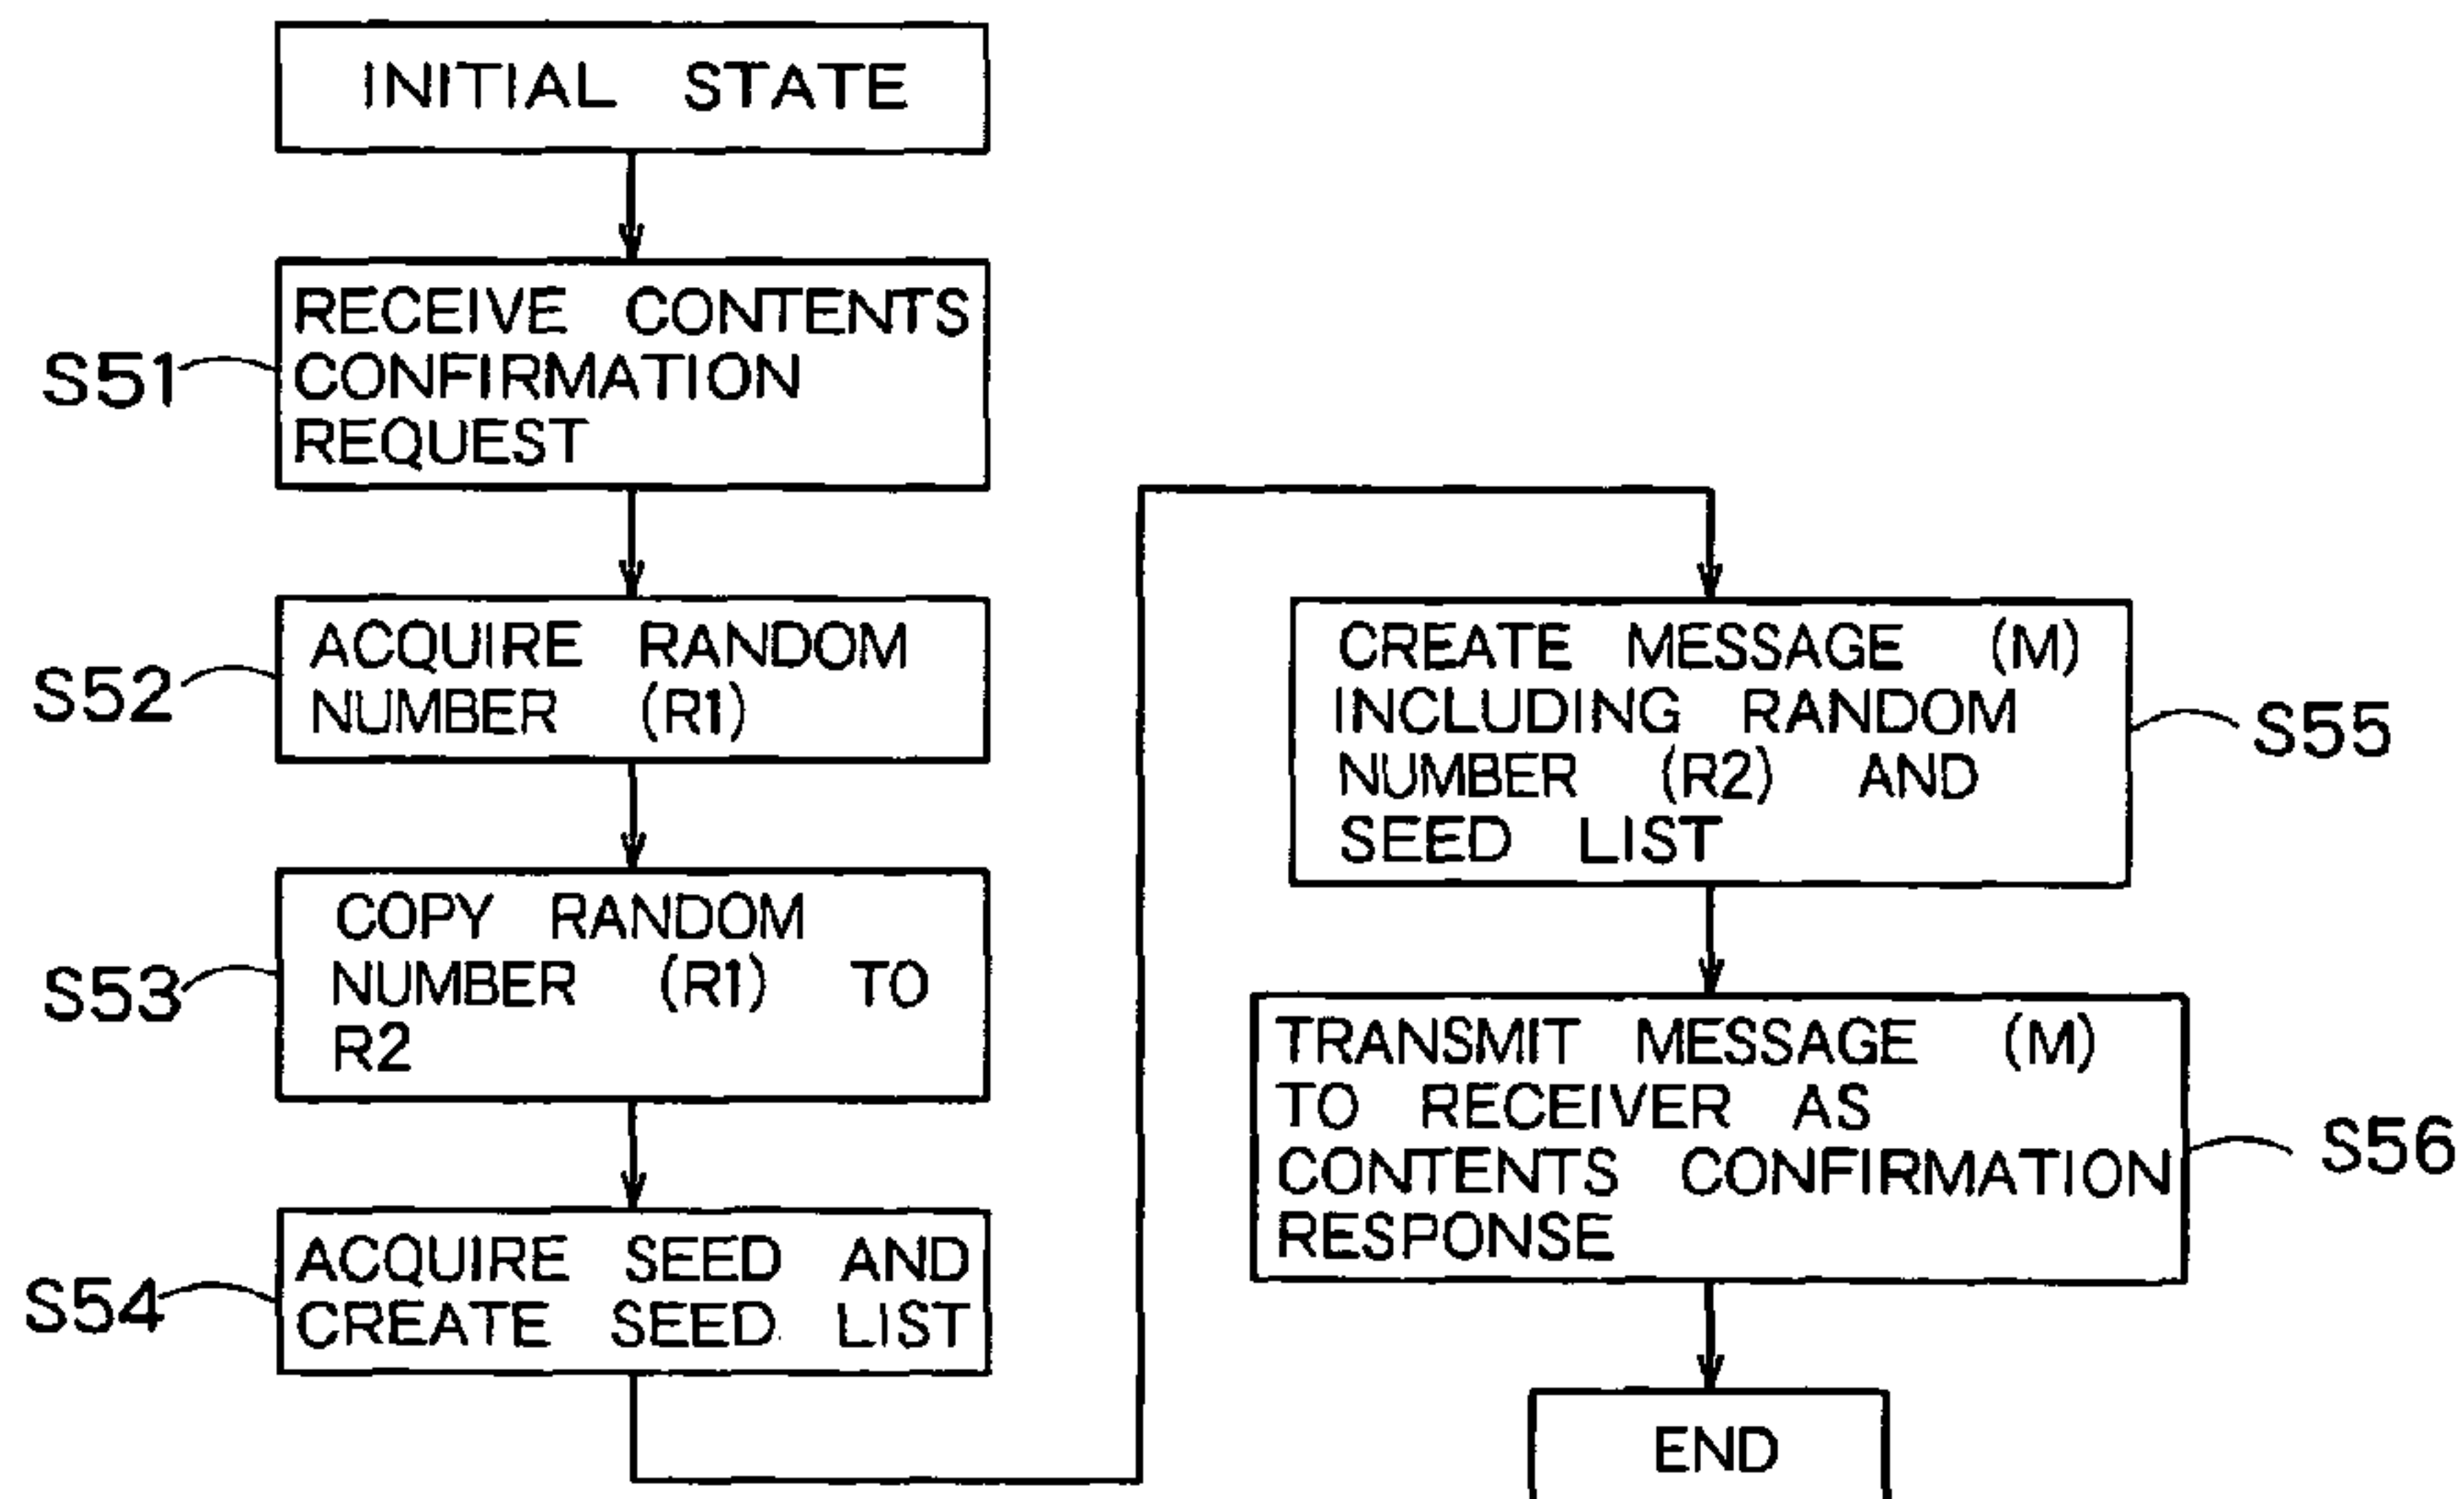 INITIAL STATE
S51
RECEIVE CONTENTS
CONFIRMATION
REQUEST
S52
ACQUIRE RANDOM
NUMBER (R1)
S53
COPY RANDOM
NUMBER (R1) TO
R2
S54
ACQUIRE SEED AND
CREATE SEED LIST
CREATE MESSAGE (M)
INCLUDING RANDOM
NUMBER (R2) AND
SEED LIST
S55
TRANSMIT MESSAGE (M)
TO RECEIVER AS
CONTENTS CONFIRMATION
RESPONSE
S56
END